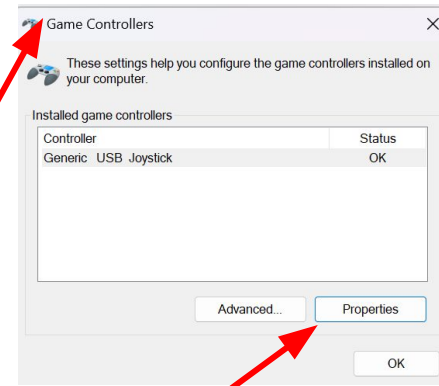 Game Controllers
These settings help you configure the game controllers installed on
your computer.
Installed game controllers
Controller Status
Generic USB Joystick OK
Advanced... Properties
OK